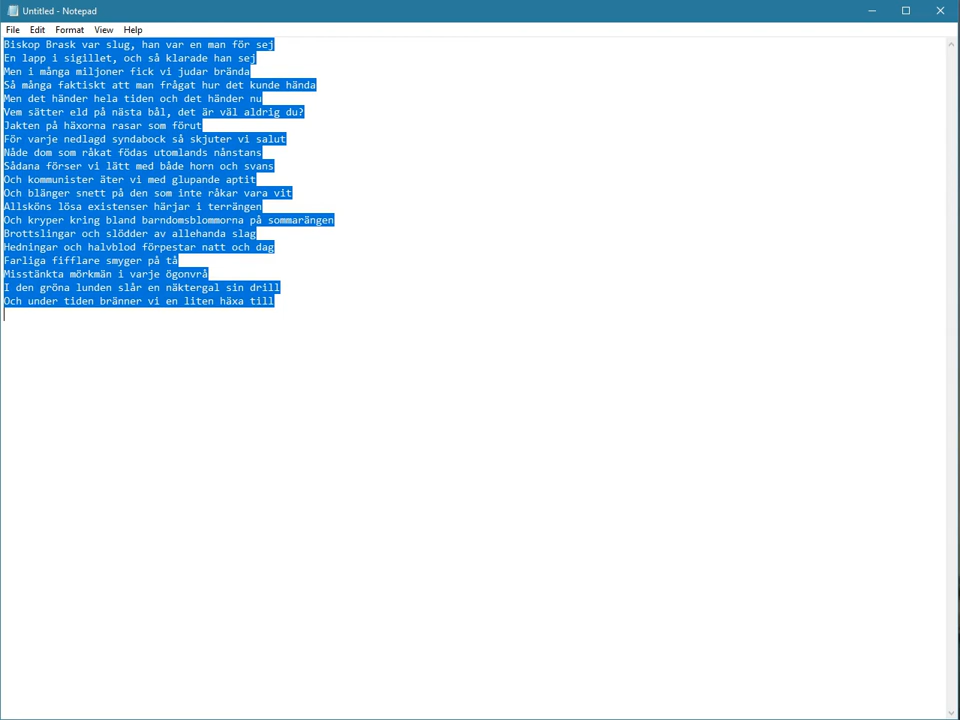 Untitled - Notepad
File Edit Format View Help
Biskop Brask var slug, han var en man för sej
En lapp i sigillet, och så klarade han sej
Men i många miljoner fick vi judar brända
Så många faktiskt att man frågat hur det kunde hända
Men det händer hela tiden och det händer nu
Vem sätter eld på nästa bål, det är väl aldrig du?
Jakten på häxorna rasar som förut
För varje nedlagd syndabock så skjuter vi salut
Nåde dom som råkat födas utomlands nånstans
Sådana förser vi lätt med både horn och svans
Och kommunister äter vi med glupande aptit
Och blänger snett på den som inte råkar vara vit
Allsköns lösa existenser härjar i terrängen
Och kryper kring bland barndomsblommorna på sommarängen
Brottslingar och slödder av allehanda slag
Hedningar och halvblod förpestar natt och dag
Farliga fifflare smyger på tå
Misstänkta mörkmän i varje ögonvrå
I den gröna lunden slår en näktergal sin drill
Och under tiden bränner vi en liten häxa till